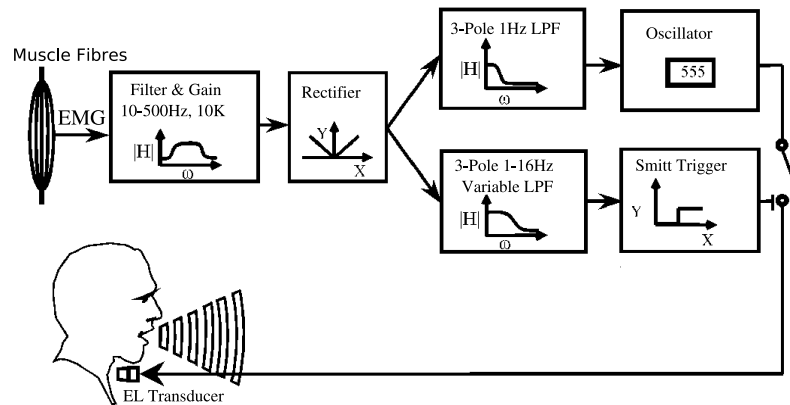 Muscle Fibres
EMG
Filter & Gain
10-500Hz, 10K
|H|
ω
Rectifier
Y
X
3-Pole 1Hz LPF
|H|
ω
Oscillator
555
3-Pole 1-16Hz
Variable LPF
|H|
ω
Smitt Trigger
Y
X
EL Transducer